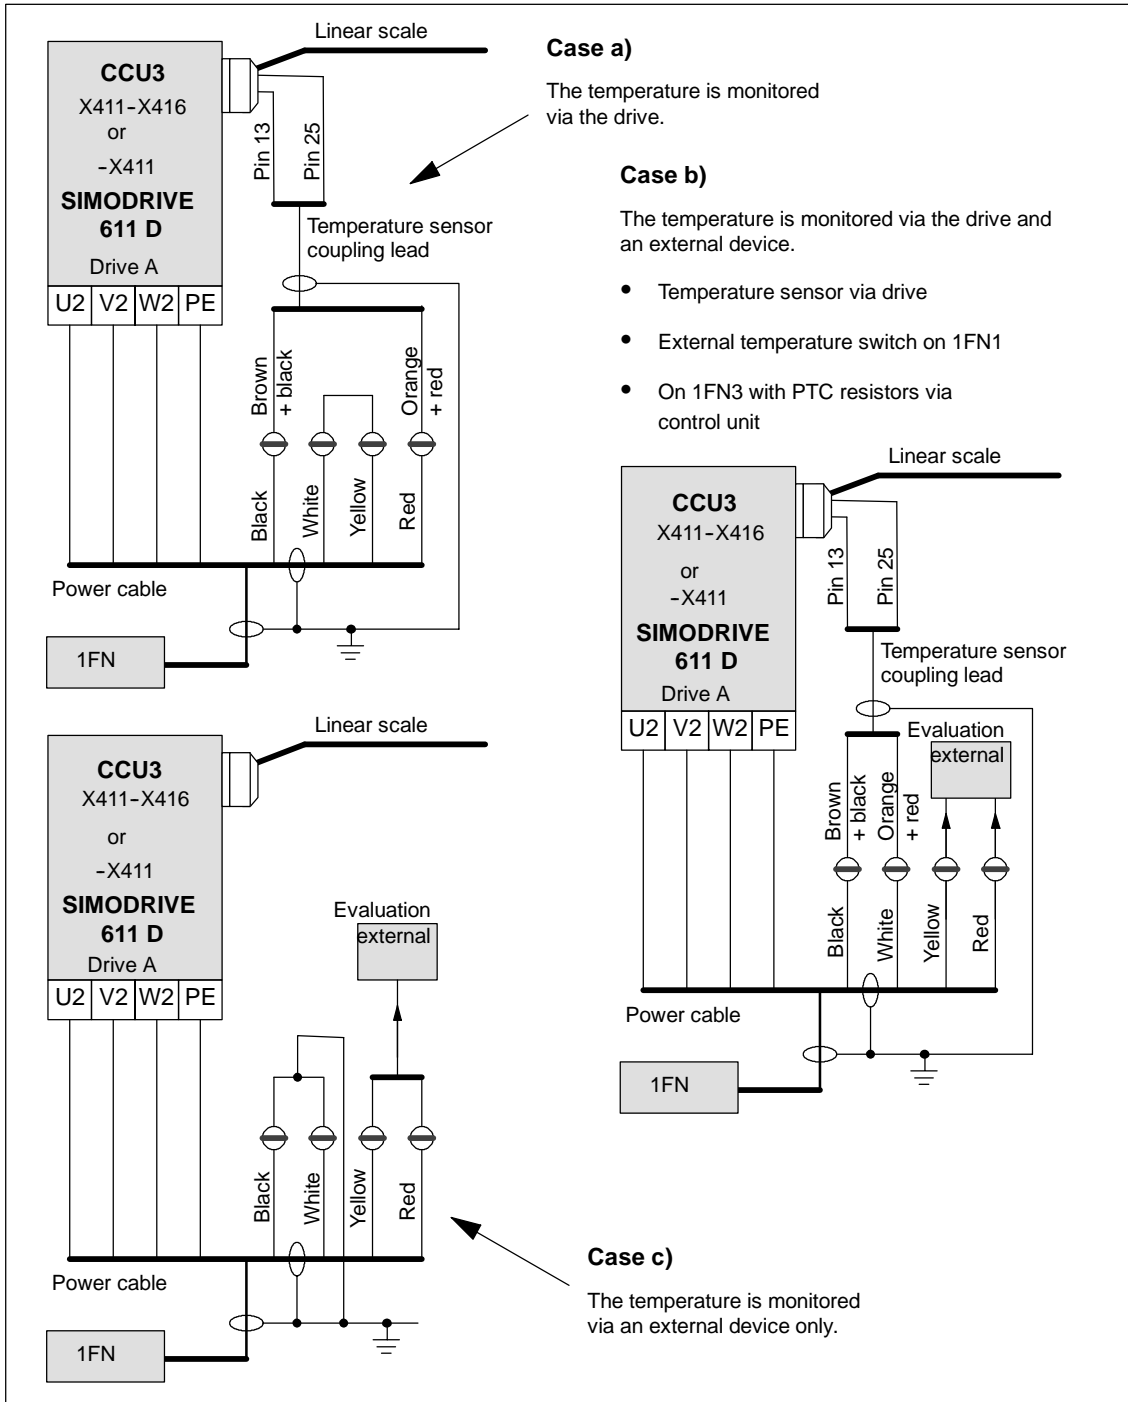 Linear scale
CCU3
X411-X416
or
-X411
SIMODRIVE
611 D
Drive A
U2 V2 W2 PE
Pin 13
Pin 25
Temperature sensor
coupling lead
Brown
+ black
Orange
+ red
Black
White
Yellow
Red
Power cable
1FN
Case a)
The temperature is monitored
via the drive.
Case b)
The temperature is monitored via the drive and
an external device.
• Temperature sensor via drive
• External temperature switch on 1FN1
• On 1FN3 with PTC resistors via
control unit
Linear scale
CCU3
X411-X416
or
-X411
SIMODRIVE
611 D
Drive A
U2 V2 W2 PE
Pin 13
Pin 25
Temperature sensor
coupling lead
Evaluation
external
Brown
+ black
Orange
+ red
Black
White
Yellow
Red
Power cable
1FN
Linear scale
CCU3
X411-X416
or
-X411
SIMODRIVE
611 D
Drive A
U2 V2 W2 PE
Evaluation
external
Black
White
Yellow
Red
Power cable
1FN
Case c)
The temperature is monitored
via an external device only.